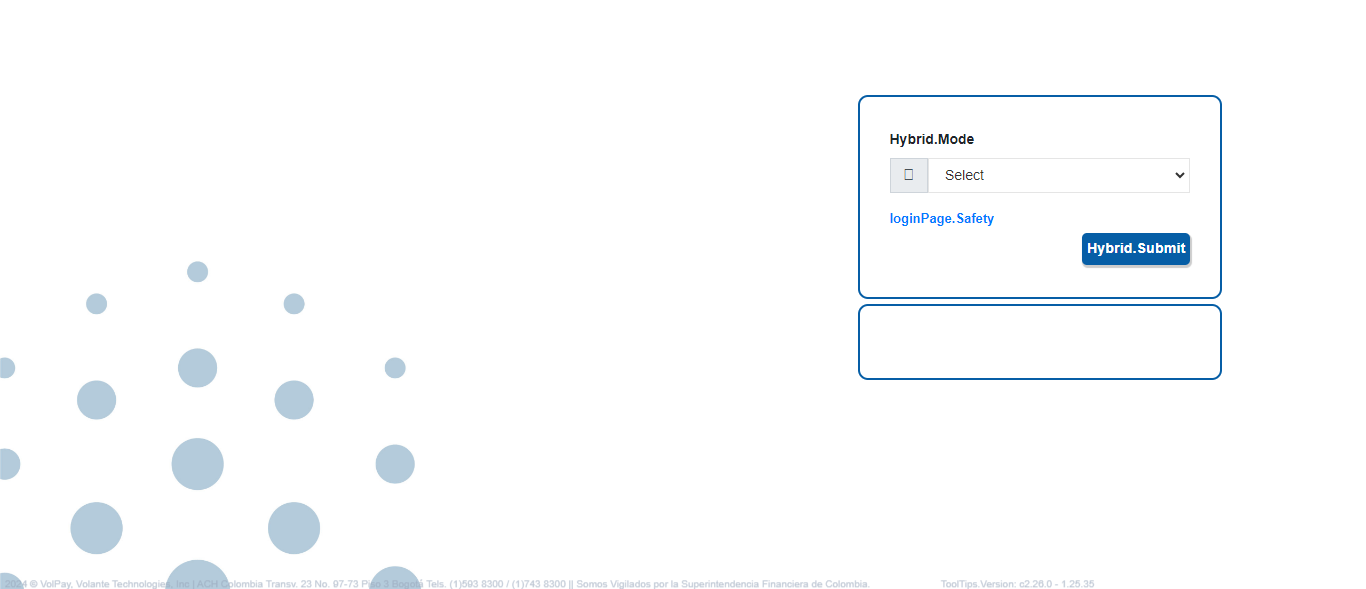 Hybrid.Mode
Select
loginPage.Safety
Hybrid.Submit
2024 © VolPay, Volante Technologies, Inc | ACH Colombia Transv. 23 No. 97-73 Piso 3 Bogotá Tels. (1)593 8300 / (1)743 8300 || Somos Vigilados por la Superintendencia Financiera de Colombia.
ToolTips.Version: c2.26.0 - 1.25.35